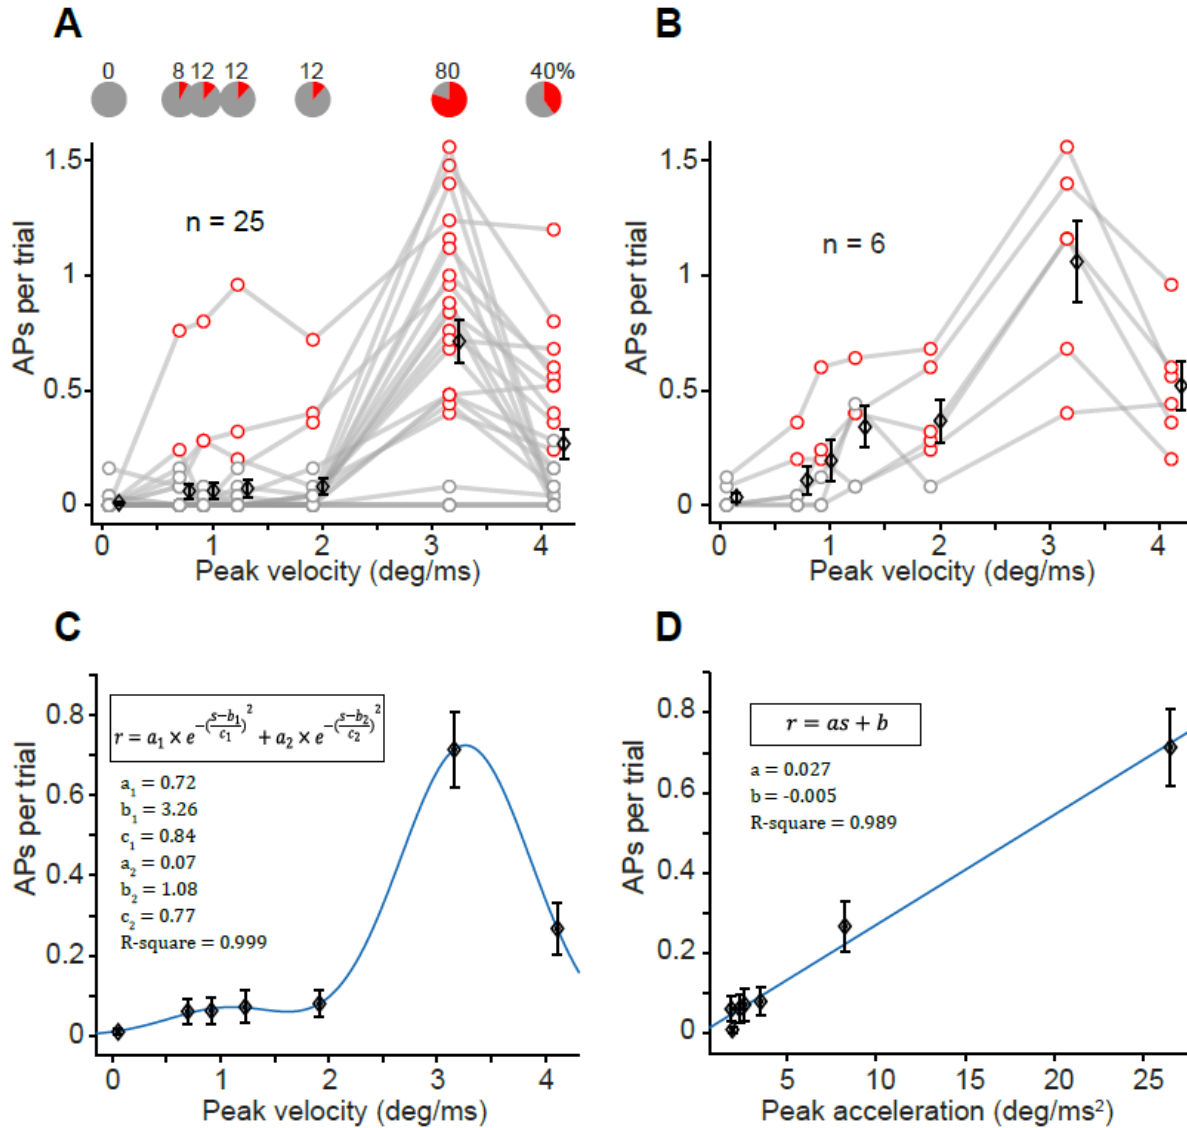 A
0 8 12 12 12 80 40%
1.5
1
0.5
0
APs per trial
n = 25
0 1 2 3 4
Peak velocity (deg/ms)
B
1.5
1
0.5
0
APs per trial
n = 6
0 1 2 3 4
Peak velocity (deg/ms)
C
0.8
0.6
0.4
0.2
0
APs per trial
r = a₁ × e^{-((s−b₁)/c₁)²} + a₂ × e^{-((s−b₂)/c₂)²}
a₁ = 0.72
b₁ = 3.26
c₁ = 0.84
a₂ = 0.07
b₂ = 1.08
c₂ = 0.77
R-square = 0.999
0 1 2 3 4
Peak velocity (deg/ms)
D
0.8
0.6
0.4
0.2
0
APs per trial
r = as + b
a = 0.027
b = -0.005
R-square = 0.989
5 10 15 20 25
Peak acceleration (deg/ms²)